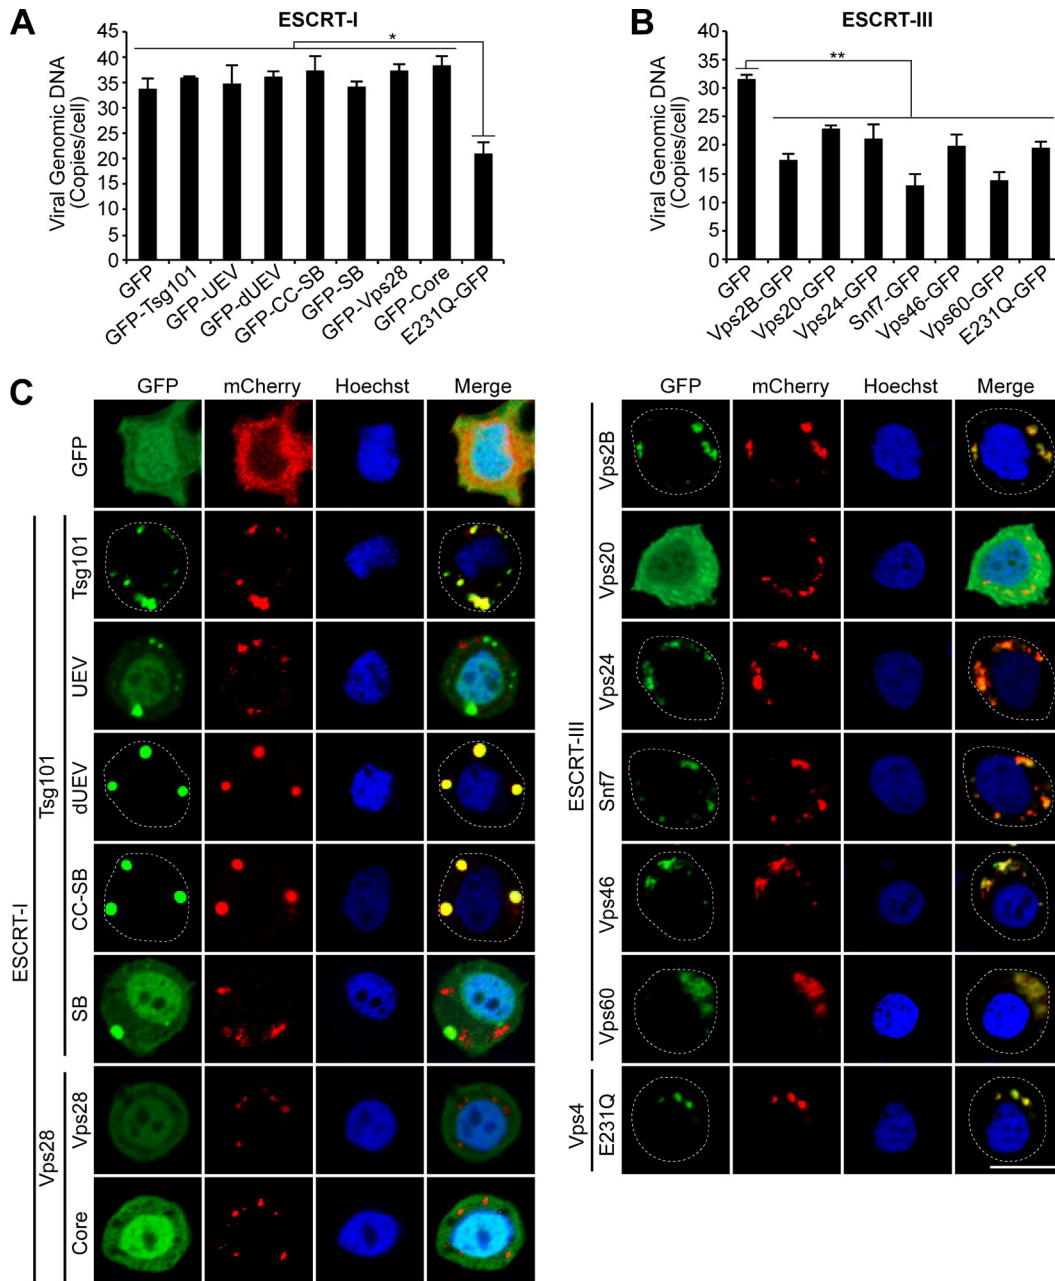 A
ESCRT-I
*
Viral Genomic DNA
(Copies/cell)
45
40
35
30
25
20
15
10
5
0
GFP
GFP-Tsg101
GFP-UEV
GFP-dUEV
GFP-CC-SB
GFP-SB
GFP-Vps28
GFP-Core
E231Q-GFP
B
ESCRT-III
**
Viral Genomic DNA
(Copies/cell)
40
35
30
25
20
15
10
5
0
GFP
Vps2B-GFP
Vps20-GFP
Vps24-GFP
Snf7-GFP
Vps46-GFP
Vps60-GFP
E231Q-GFP
C
GFP mCherry Hoechst Merge
GFP
ESCRT-I
Tsg101
Tsg101
UEV
dUEV
CC-SB
SB
Vps28
Vps28
Core
GFP mCherry Hoechst Merge
ESCRT-III
Vps2B
Vps20
Vps24
Snf7
Vps46
Vps60
Vps4
E231Q